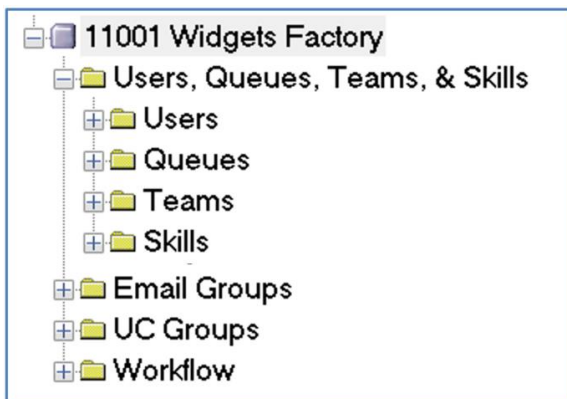 11001 Widgets Factory
Users, Queues, Teams, & Skills
Users
Queues
Teams
Skills
Email Groups
UC Groups
Workflow